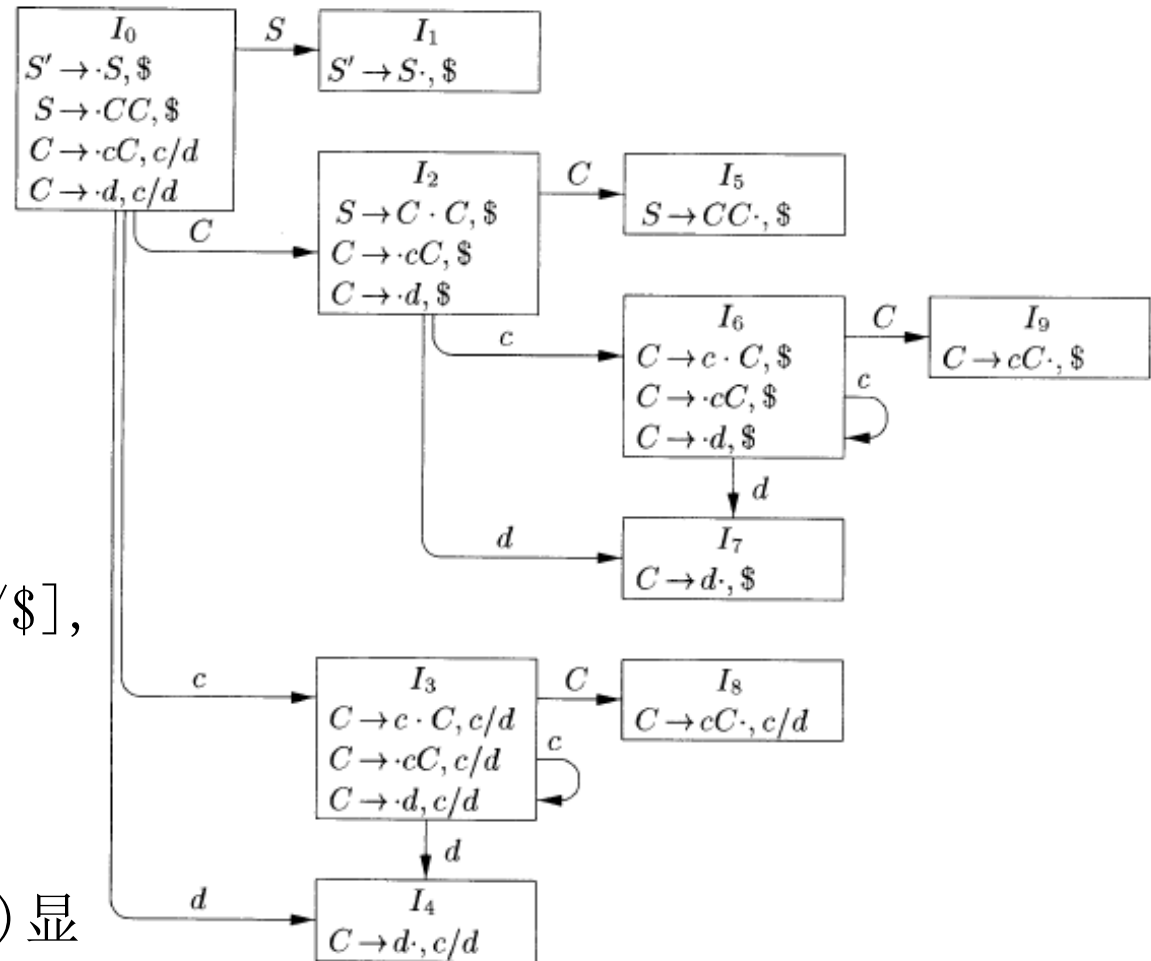 I₀
S′ → ·S, $
S → ·CC, $
C → ·cC, c/d
C → ·d, c/d
S
I₁
S′ → S·, $
C
I₂
S → C · C, $
C → ·cC, $
C → ·d, $
C
I₅
S → CC·, $
c
I₆
C → c · C, $
C → ·cC, $
C → ·d, $
C
I₉
C → cC·, $
c
d
d
I₇
C → d·, $
/$],
c
I₃
C → c · C, c/d
C → ·cC, c/d
C → ·d, c/d
C
I₈
C → cC·, c/d
c
d
d
I₄
C → d·, c/d
)显